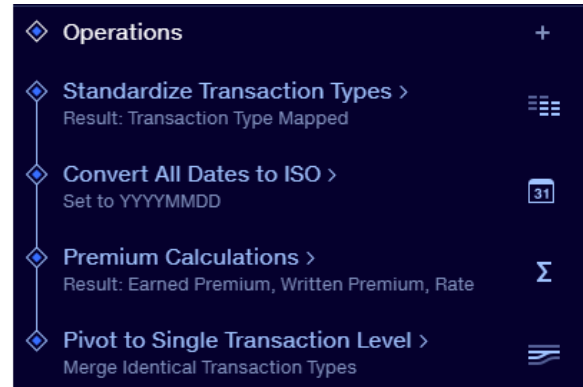 Operations +
Standardize Transaction Types >
Result: Transaction Type Mapped
Convert All Dates to ISO >
Set to YYYYMMDD
31
Premium Calculations >
Result: Earned Premium, Written Premium, Rate
Σ
Pivot to Single Transaction Level >
Merge Identical Transaction Types